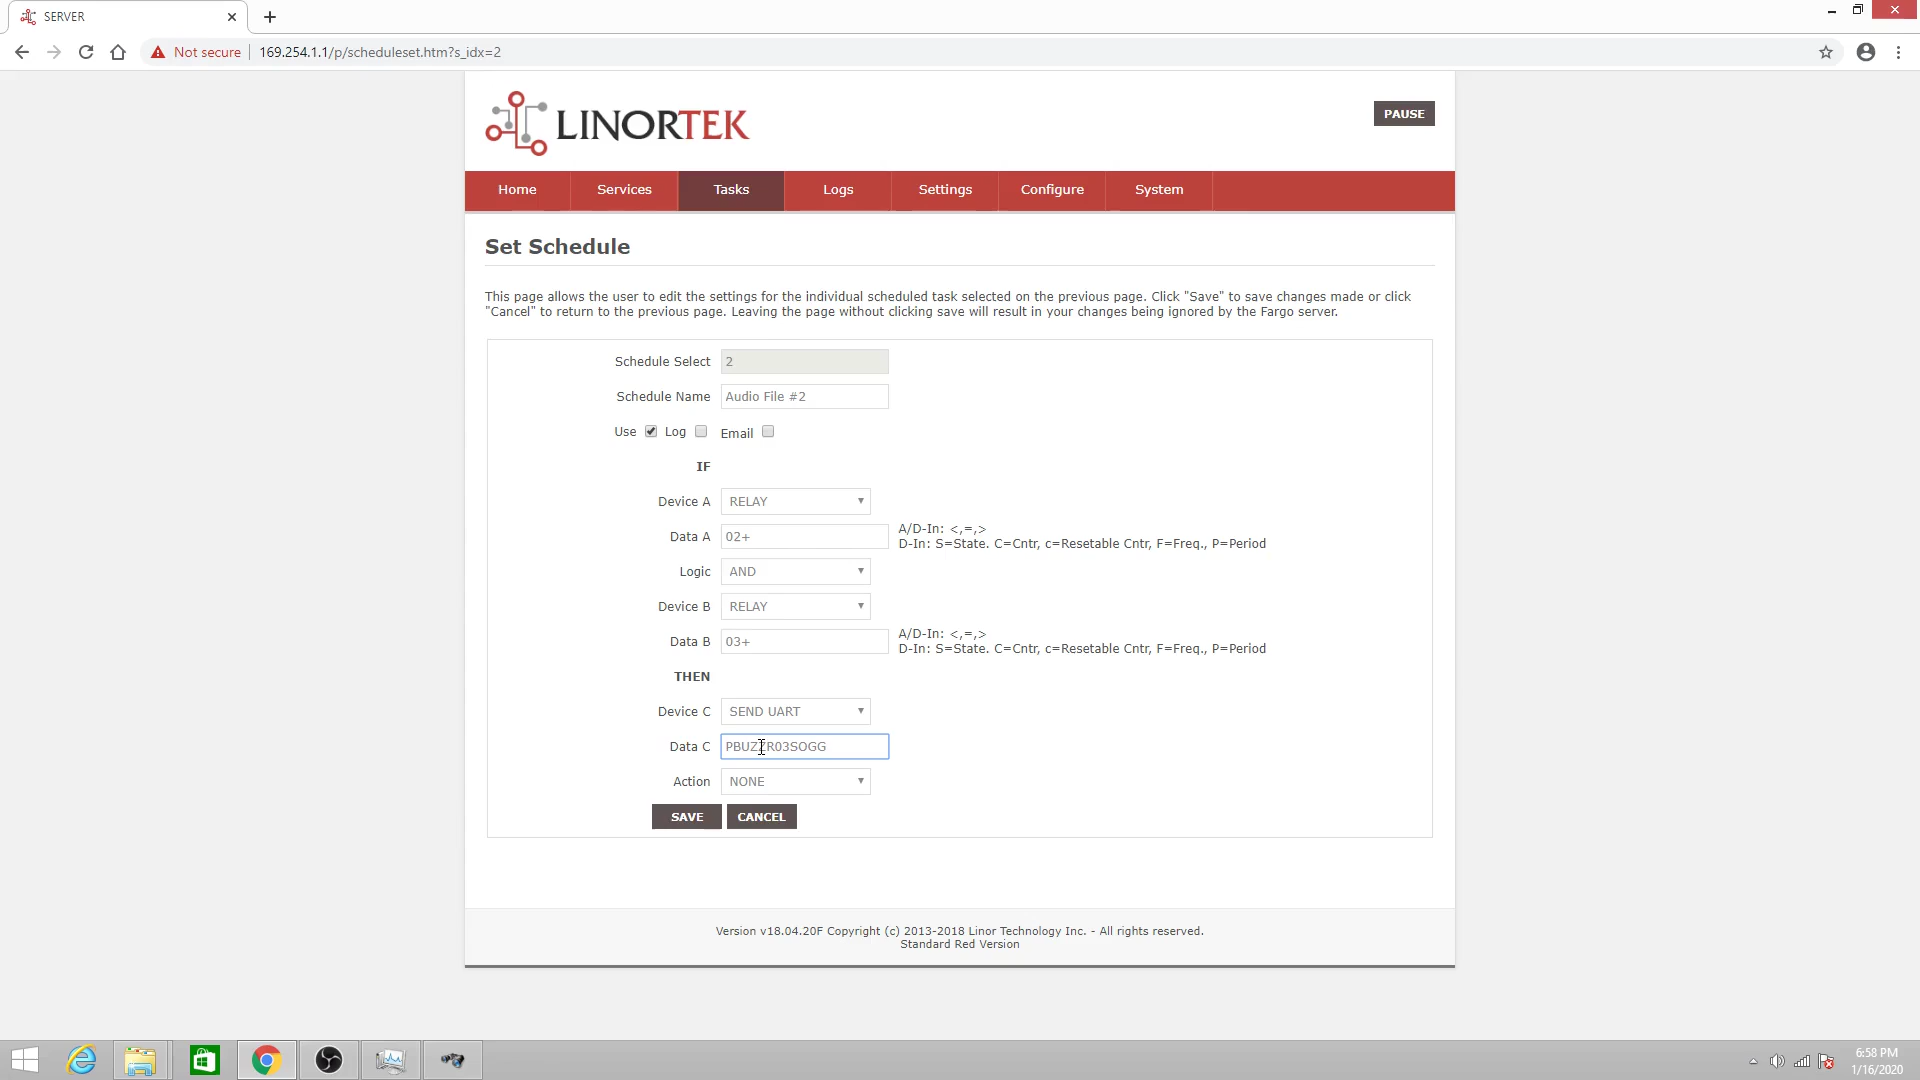 SERVER
Not secure 169.254.1.1/p/scheduleset.htm?s_idx=2
LINORTEK
PAUSE
Home Services Tasks Logs Settings Configure System
Set Schedule
This page allows the user to edit the settings for the individual scheduled task selected on the previous page. Click "Save" to save changes made or click
"Cancel" to return to the previous page. Leaving the page without clicking save will result in your changes being ignored by the Fargo server.
Schedule Select 2
Schedule Name Audio File #2
Use Log Email
IF
Device A RELAY
A/D-In: <,=,>
Data A 02+
D-In: S=State. C=Cntr, c=Resetable Cntr, F=Freq., P=Period
Logic AND
Device B RELAY
A/D-In: <,=,>
Data B 03+
D-In: S=State. C=Cntr, c=Resetable Cntr, F=Freq., P=Period
THEN
Device C SEND UART
Data C PBUZZR03SOGG
Action NONE
SAVE CANCEL
Version v18.04.20F Copyright (c) 2013-2018 Linor Technology Inc. - All rights reserved.
Standard Red Version
6:58 PM
1/16/2020